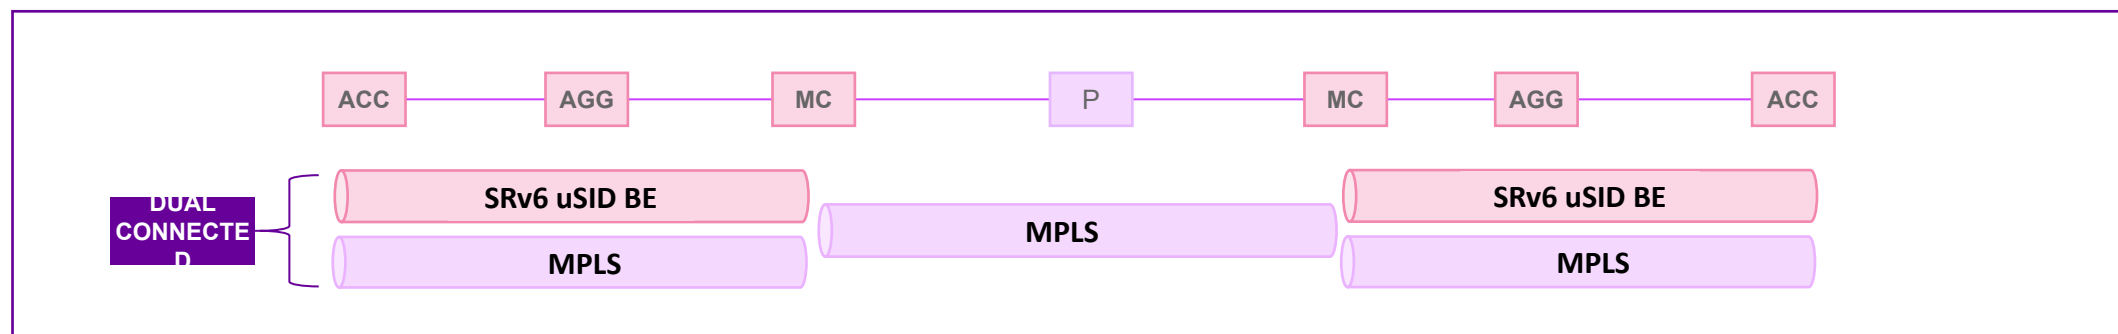 ACC AGG MC P MC AGG ACC
SRv6 uSID BE SRv6 uSID BE
DUAL
CONNECTE
D
MPLS
MPLS MPLS